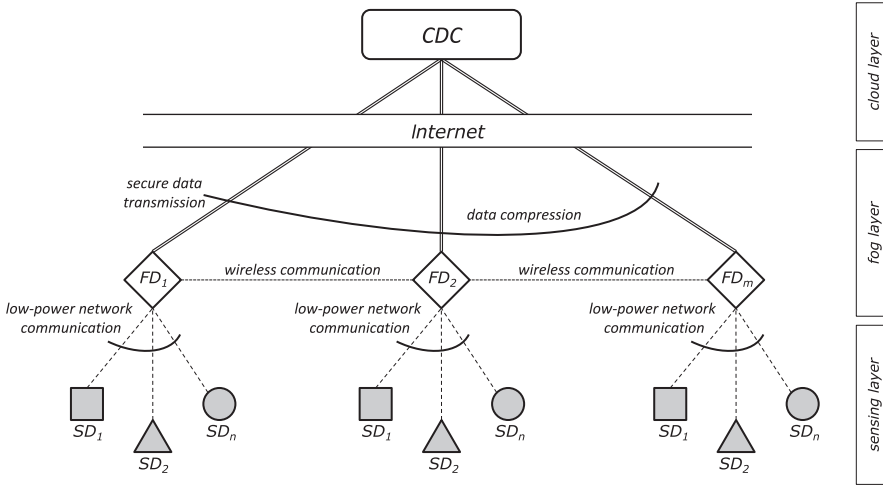 CDC
cloud layer
Internet
secure data
transmission
data compression
fog layer
FD1
wireless communication
FD2
wireless communication
FDm
low-power network
communication
low-power network
communication
low-power network
communication
sensing layer
SD1
SD2
SDn
SD1
SD2
SDn
SD1
SD2
SDn